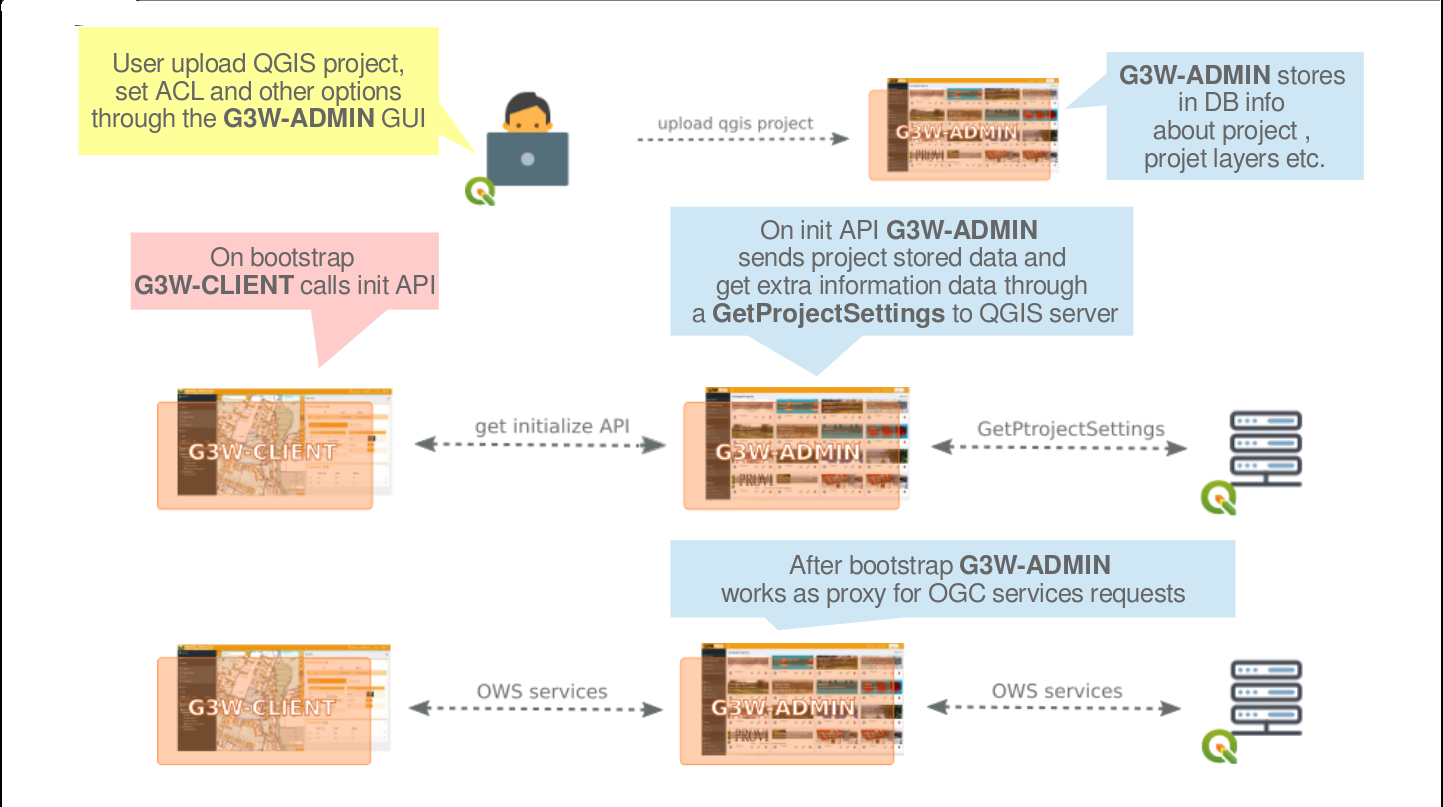 User upload QGIS project,
set ACL and other options
through the G3W-ADMIN GUI
upload qgis project
G3W-ADMIN
PROVI
G3W-ADMIN stores
in DB info
about project ,
projet layers etc.
On bootstrap
G3W-CLIENT calls init API
On init API G3W-ADMIN
sends project stored data and
get extra information data through
a GetProjectSettings to QGIS server
G3W-CLIENT
get initialize API
G3W-ADMIN
PROVI
GetPtrojectSettings
After bootstrap G3W-ADMIN
works as proxy for OGC services requests
G3W-CLIENT
OWS services
G3W-ADMIN
PROVI
OWS services